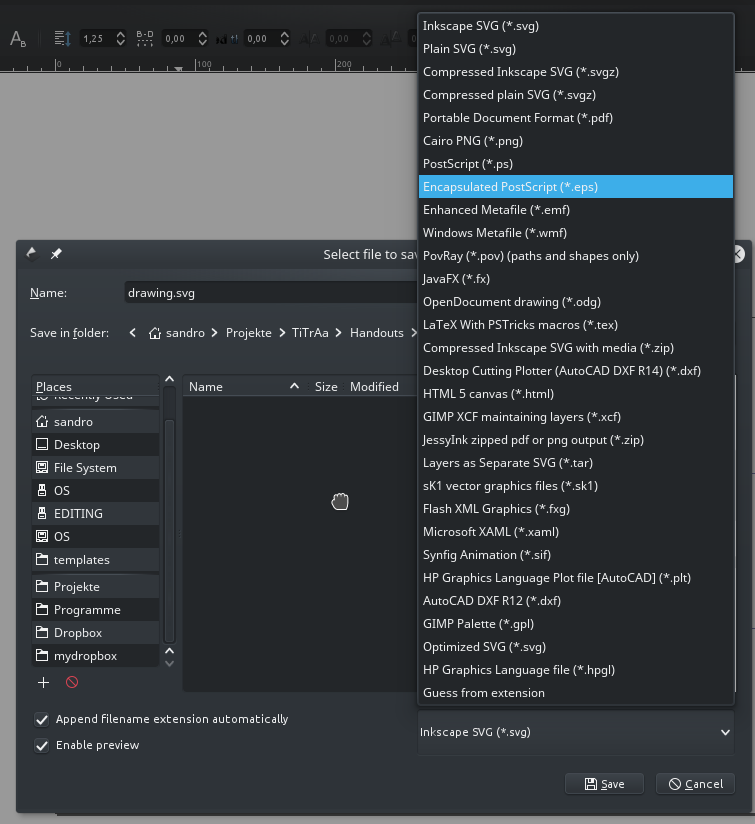 A B
1,25
B-D
0,00
0,00
0,00
0
100
200
Inkscape SVG (*.svg)
Plain SVG (*.svg)
Compressed Inkscape SVG (*.svgz)
Compressed plain SVG (*.svgz)
Portable Document Format (*.pdf)
Cairo PNG (*.png)
PostScript (*.ps)
Encapsulated PostScript (*.eps)
Enhanced Metafile (*.emf)
Windows Metafile (*.wmf)
PovRay (*.pov) (paths and shapes only)
JavaFX (*.fx)
OpenDocument drawing (*.odg)
LaTeX With PSTricks macros (*.tex)
Compressed Inkscape SVG with media (*.zip)
Desktop Cutting Plotter (AutoCAD DXF R14) (*.dxf)
HTML 5 canvas (*.html)
GIMP XCF maintaining layers (*.xcf)
JessyInk zipped pdf or png output (*.zip)
Layers as Separate SVG (*.tar)
sK1 vector graphics files (*.sk1)
Flash XML Graphics (*.fxg)
Microsoft XAML (*.xaml)
Synfig Animation (*.sif)
HP Graphics Language Plot file [AutoCAD] (*.plt)
AutoCAD DXF R12 (*.dxf)
GIMP Palette (*.gpl)
Optimized SVG (*.svg)
HP Graphics Language file (*.hpgl)
Guess from extension
Select file to sav
Name:
drawing.svg
Save in folder:
sandro
Projekte
TiTrAa
Handouts
Places
Recently Used
sandro
Desktop
File System
OS
EDITING
OS
templates
Projekte
Programme
Dropbox
mydropbox
Name
Size
Modified
Append filename extension automatically
Enable preview
Inkscape SVG (*.svg)
Save
Cancel